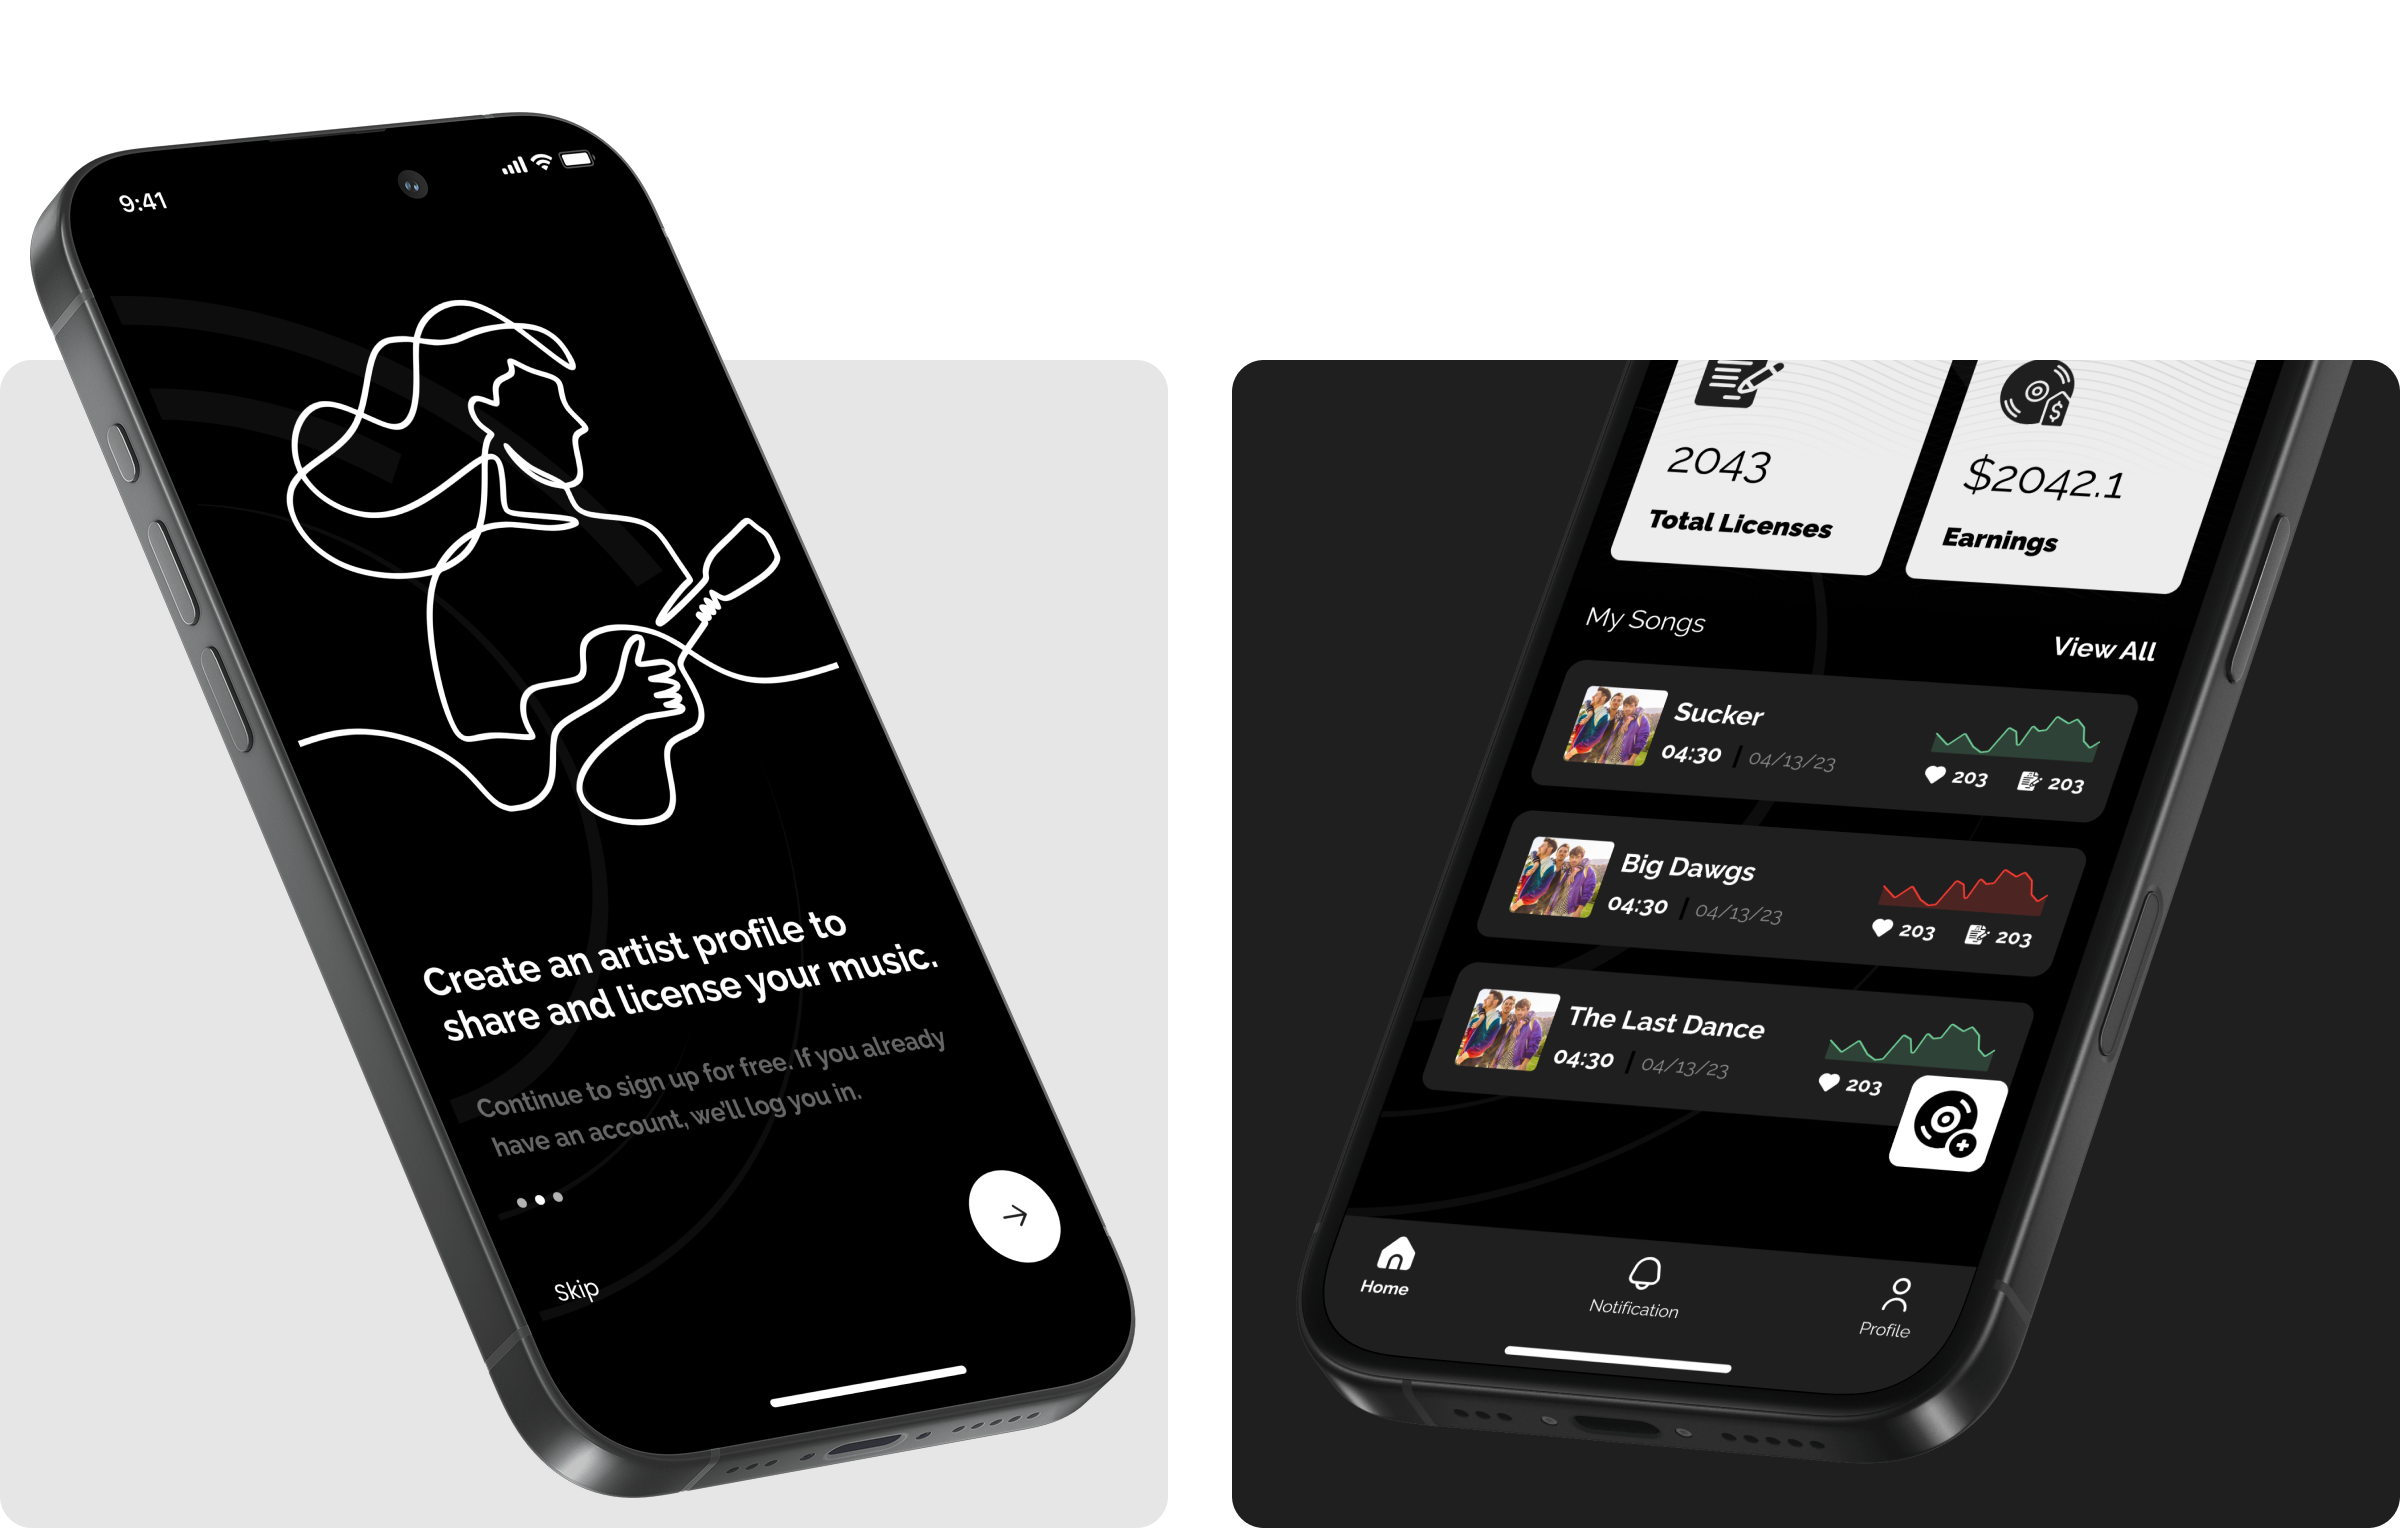 9:41
Create an artist profile to
share and license your music.
Continue to sign up for free. If you already
have an account, we'll log you in.
Skip
2043
Total Licenses
$2042.1
Earnings
My Songs
View All
Sucker
04:30 | 04/13/23
203 203
Big Dawgs
04:30 | 04/13/23
203 203
The Last Dance
04:30 | 04/13/23
203
Home
Notification
Profile